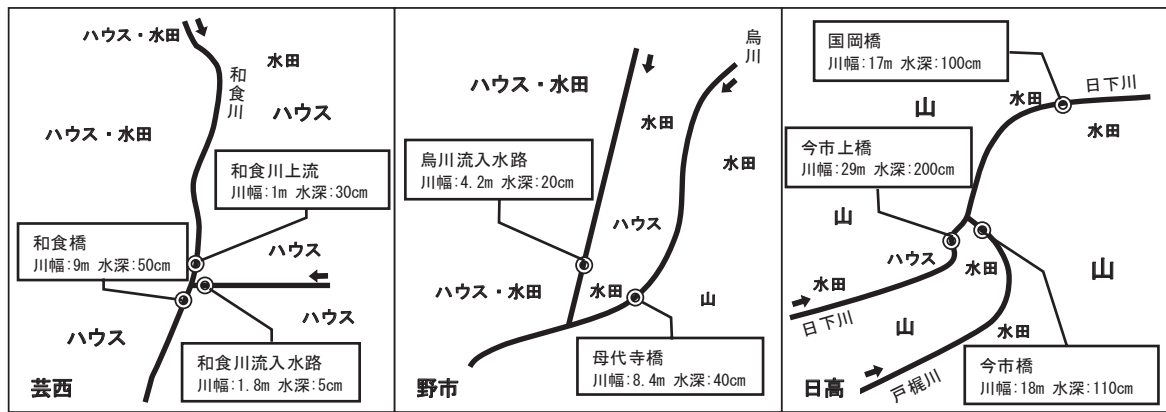 ハウス・水田
水田
和食川
ハウス
ハウス・水田
和食川上流
川幅:1m 水深:30cm
和食橋
川幅:9m 水深:50cm
ハウス
ハウス
ハウス
和食川流入水路
川幅:1.8m 水深:5cm
芸西
烏川
ハウス・水田
水田
水田
烏川流入水路
川幅:4.2m 水深:20cm
ハウス
ハウス・水田
水田
山
母代寺橋
川幅:8.4m 水深:40cm
野市
国岡橋
川幅:17m 水深:100cm
日下川
山
水田
水田
今市上橋
川幅:29m 水深:200cm
山
ハウス
水田
山
水田
日下川
山
水田
戸梶川
今市橋
川幅:18m 水深:110cm
日高